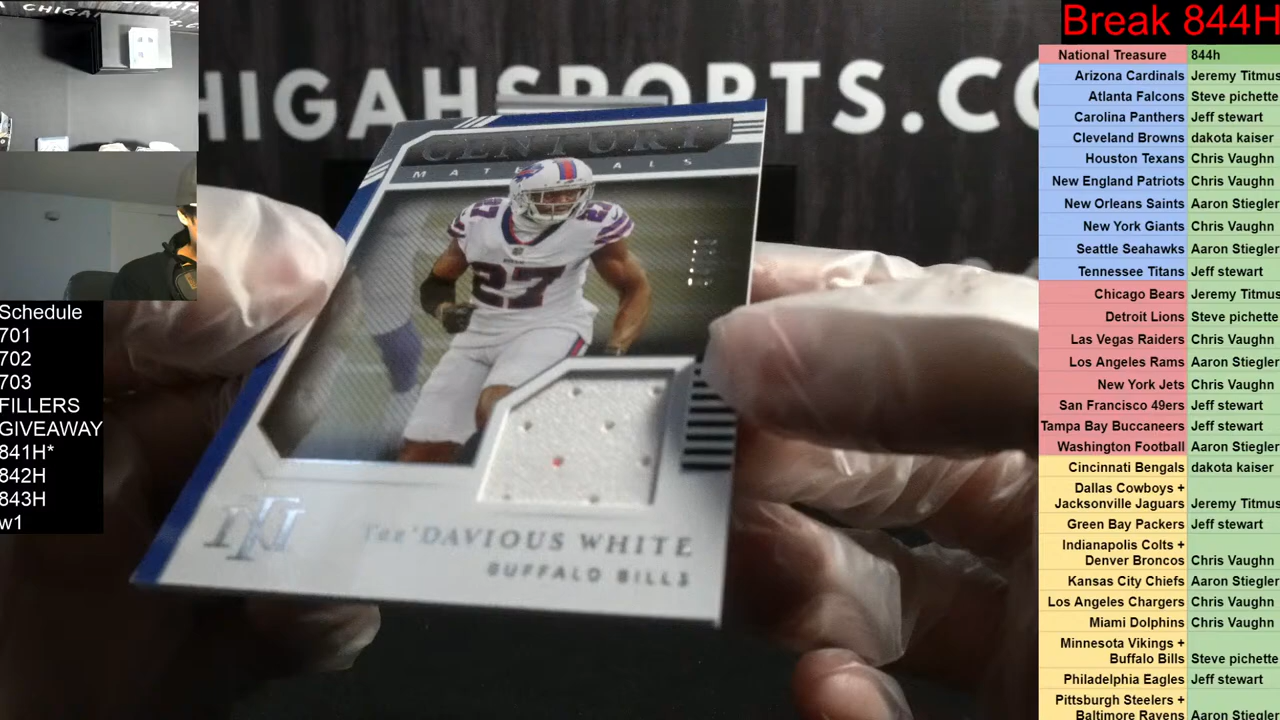 Break 844H
National Treasure 844h
Arizona Cardinals Jeremy Titmus
Atlanta Falcons Steve pichette
Carolina Panthers Jeff stewart
Cleveland Browns dakota kaiser
Houston Texans Chris Vaughn
New England Patriots Chris Vaughn
New Orleans Saints Aaron Stiegler
New York Giants Chris Vaughn
Seattle Seahawks Aaron Stiegler
Tennessee Titans Jeff stewart
Chicago Bears Jeremy Titmus
Detroit Lions Steve pichette
Las Vegas Raiders Chris Vaughn
Los Angeles Rams Aaron Stiegler
New York Jets Chris Vaughn
San Francisco 49ers Jeff stewart
Tampa Bay Buccaneers Jeff stewart
Washington Football Aaron Stiegler
Cincinnati Bengals dakota kaiser
Dallas Cowboys +
Jacksonville Jaguars Jeremy Titmus
Green Bay Packers Jeff stewart
Indianapolis Colts +
Denver Broncos Chris Vaughn
Kansas City Chiefs Aaron Stiegler
Los Angeles Chargers Chris Vaughn
Miami Dolphins Chris Vaughn
Minnesota Vikings +
Buffalo Bills Steve pichette
Philadelphia Eagles Jeff stewart
Pittsburgh Steelers +
Baltimore Ravens Aaron Stiegler
Schedule
701
702
703
FILLERS
GIVEAWAY
841H*
842H
843H
w1
HIGAHSPORTS.CO
CENTURY
MATERIALS
27
27
27
Tre'DAVIOUS WHITE
BUFFALO BILLS